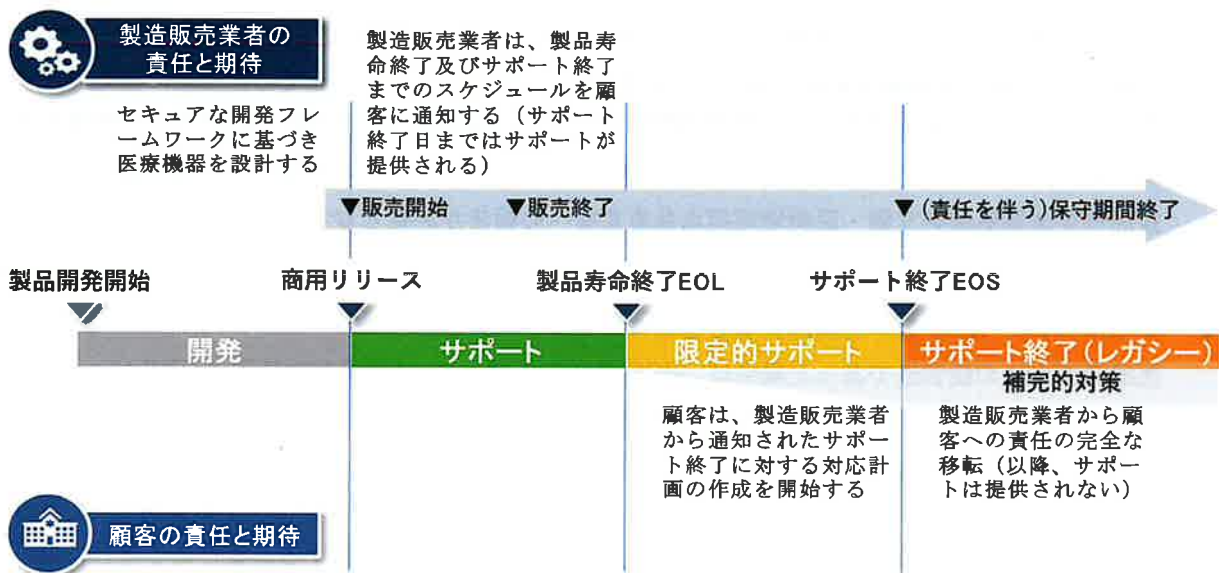 製造販売業者の
責任と期待
セキュアな開発フレ
ームワークに基づき
医療機器を設計する
製造販売業者は、製品寿
命終了及びサポート終了
までのスケジュールを顧
客に通知する（サポート
終了日まではサポートが
提供される）
▼販売開始
▼販売終了
▼(責任を伴う)保守期間終了
製品開発開始
商用リリース
製品寿命終了EOL
サポート終了EOS
開発
サポート
限定的サポート
サポート終了(レガシー)
補完的対策
顧客は、製造販売業者
から通知されたサポー
ト終了に対する対応計
画の作成を開始する
製造販売業者から顧
客への責任の完全な
移転（以降、サポー
トは提供されない）
顧客の責任と期待